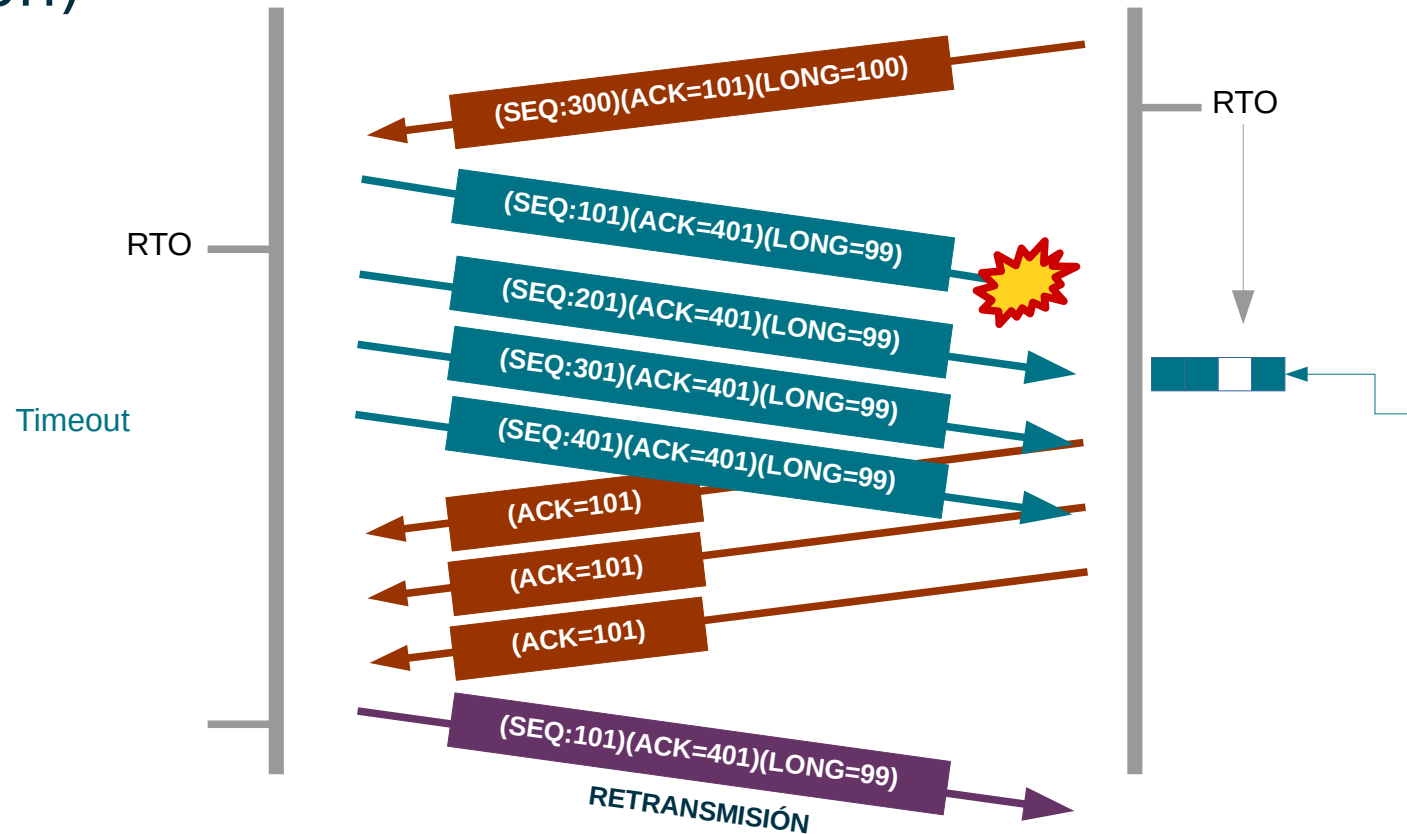 (SEQ:300)(ACK=101)(LONG=100)
RTO
(SEQ:101)(ACK=401)(LONG=99)
RTO
(SEQ:201)(ACK=401)(LONG=99)
(SEQ:301)(ACK=401)(LONG=99)
Timeout
(SEQ:401)(ACK=401)(LONG=99)
(ACK=101)
(ACK=101)
(ACK=101)
(SEQ:101)(ACK=401)(LONG=99)
RETRANSMISIÓN